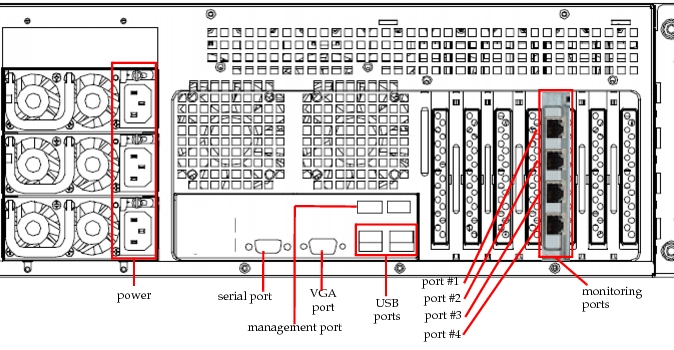 power
serial port
VGA
port
management port
USB
ports
port #1
port #2
port #3
port #4
monitoring
ports